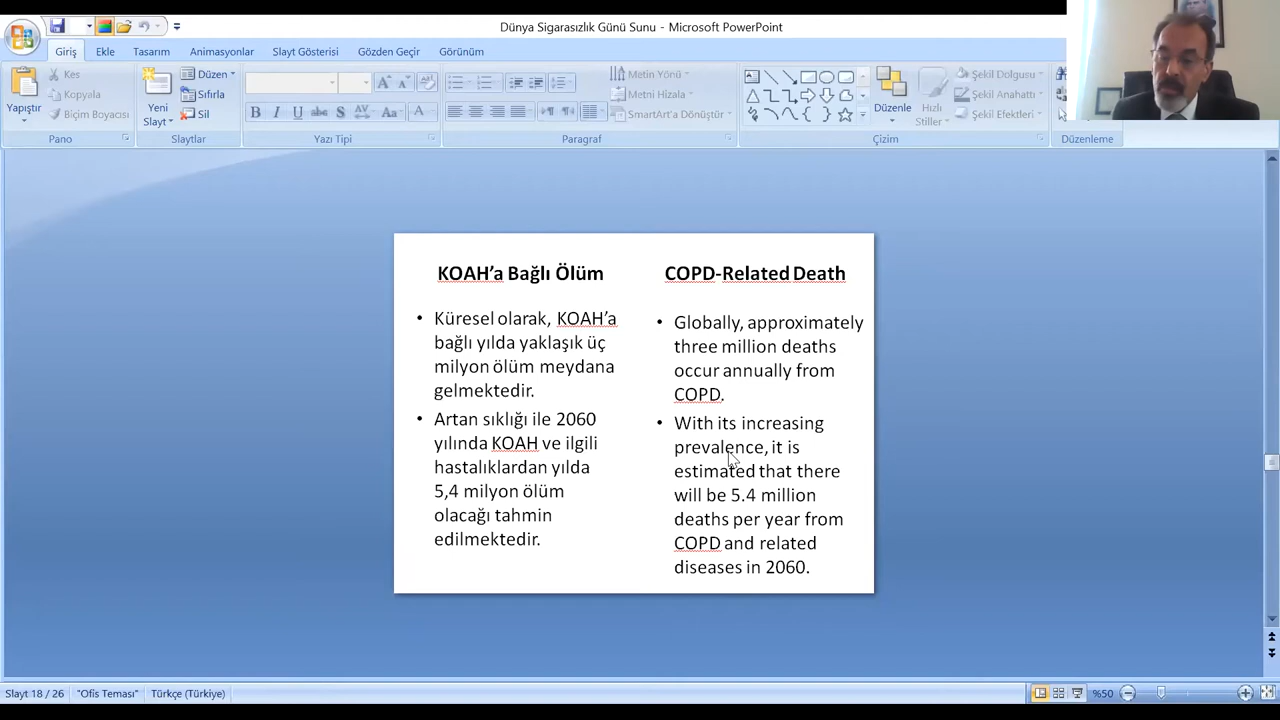 Dünya Sigarasızlık Günü Sunu - Microsoft PowerPoint
Giriş
Ekle
Tasarım
Animasyonlar
Slayt Gösterisi
Gözden Geçir
Görünüm
Yapıştır
Kes
Kopyala
Biçim Boyacısı
Pano
Yeni
Slayt
Düzen
Sıfırla
Sil
Slaytlar
Yazı Tipi
Metin Yönü
Metni Hizala
SmartArt'a Dönüştür
Paragraf
Düzenle
Hızlı
Stiller
Şekil Dolgusu
Şekil Anahattı
Şekil Efektleri
Çizim
Düzenleme
KOAH'a Bağlı Ölüm
• Küresel olarak, KOAH'a
bağlı yılda yaklaşık üç
milyon ölüm meydana
gelmektedir.
• Artan sıklığı ile 2060
yılında KOAH ve ilgili
hastalıklardan yılda
5,4 milyon ölüm
olacağı tahmin
edilmektedir.
COPD-Related Death
• Globally, approximately
three million deaths
occur annually from
COPD.
• With its increasing
prevalence, it is
estimated that there
will be 5.4 million
deaths per year from
COPD and related
diseases in 2060.
Slayt 18 / 26
"Ofis Teması"
Türkçe (Türkiye)
%50